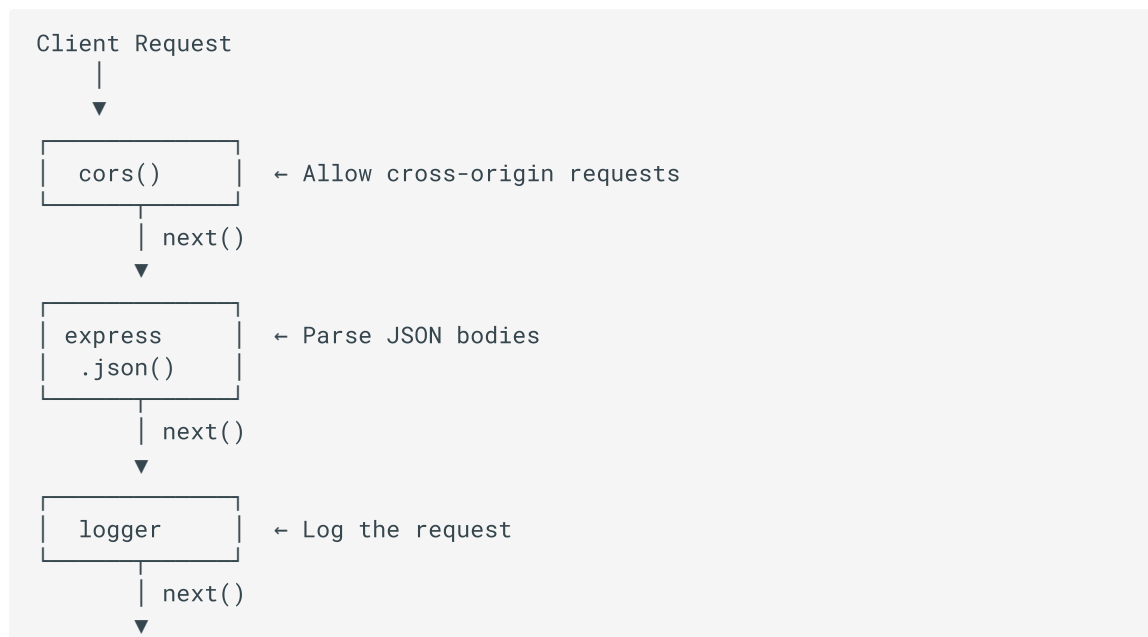 Client Request
cors() ← Allow cross-origin requests
next()
express ← Parse JSON bodies
.json()
next()
logger ← Log the request
next()